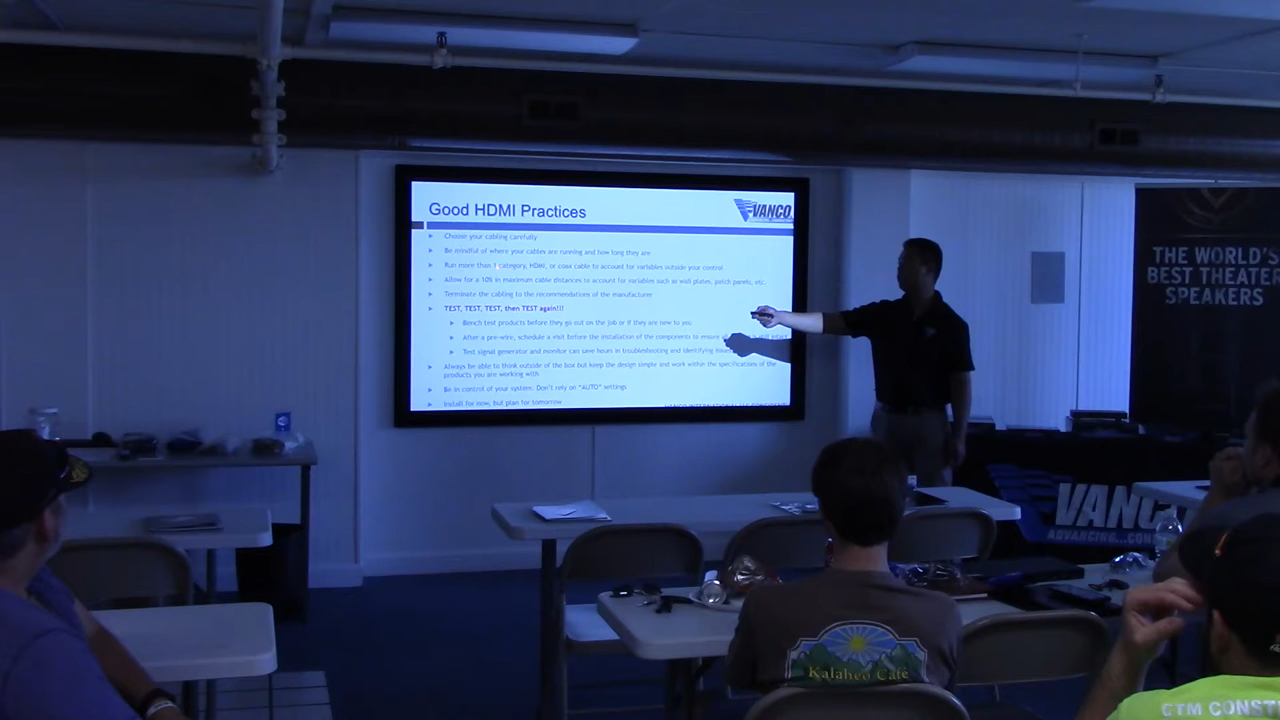 Good HDMI Practices
VANCO
Choose your cabling carefully
Be mindful of where your cables are running and how long they are
Run more than 1 category, HDMI, or coax cable to account for variables outside your control
Allow for a 10% in maximum cable distances to account for variables such as wall plates, patch panels, etc.
Terminate the cabling to the recommendations of the manufacturer
TEST, TEST, TEST, then TEST again!!!
Bench test products before they go out on the job or if they are new to you
After a pre-wire, schedule a visit before the installation of the components to ensure
Test signal generator and monitor can save hours in troubleshooting and identifying
Always be able to think outside of the box but keep the design simple and work within the specifications of the
products you are working with
Be in control of your system. Don't rely on "AUTO" settings
Install for now, but plan for tomorrow
VANCO INTERNATIONAL LLC
THE WORLD'S
BEST THEATER
SPEAKERS
VANCO
ADVANCING...
Kalaheo Café
CTM